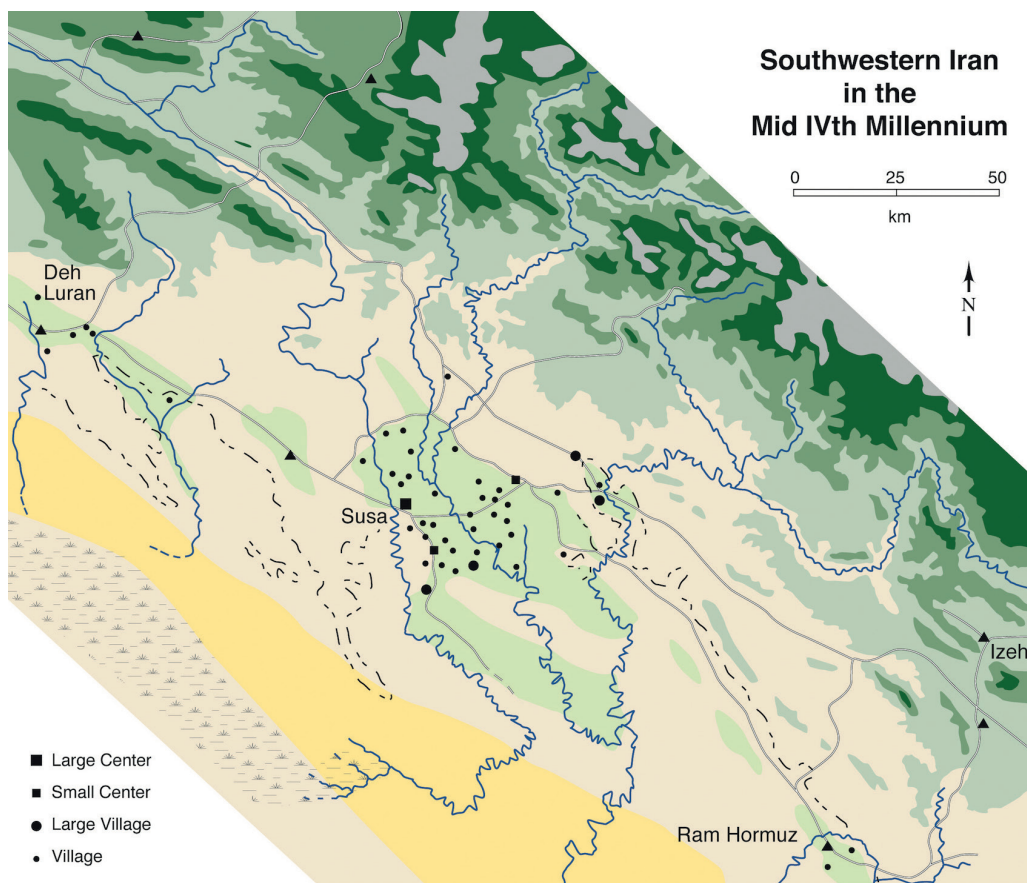 Southwestern Iran
in the
Mid IVth Millennium
0 25 50
km
N
Deh
Luran
Susa
Izeh
Ram Hormuz
Large Center
Small Center
Large Village
Village